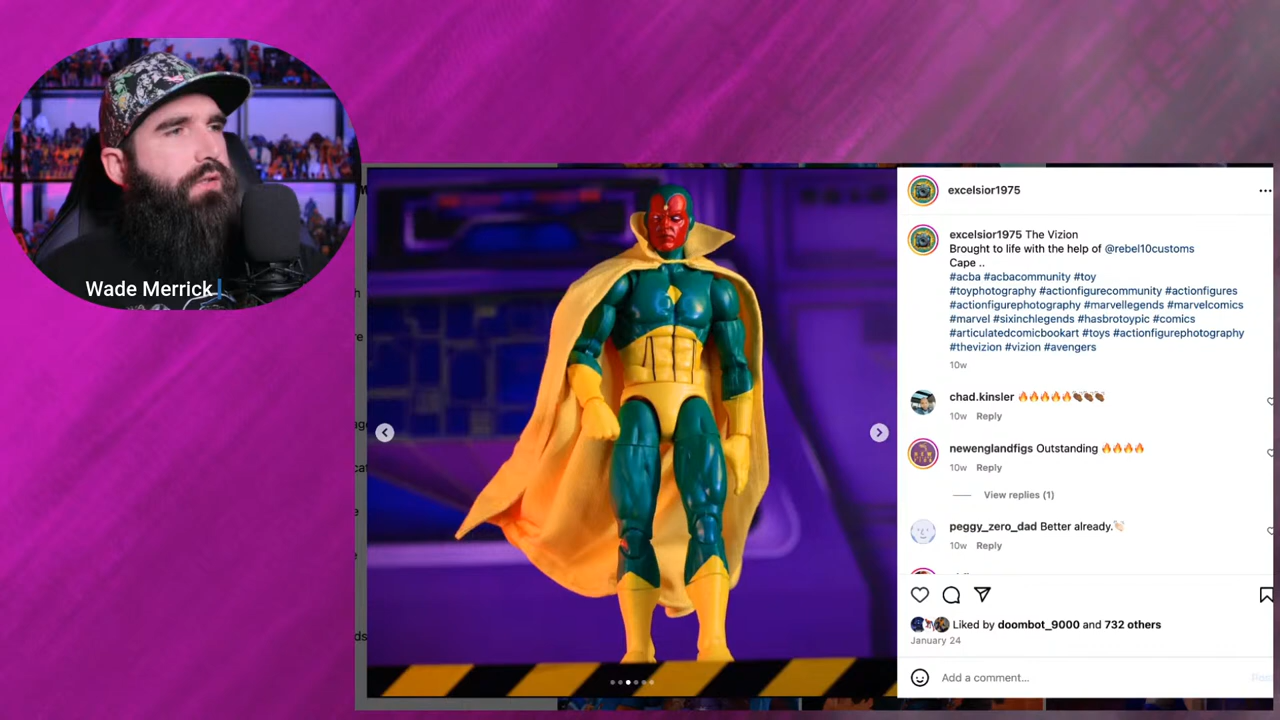 Wade Merrick
excelsior1975
excelsior1975 The Vizion
Brought to life with the help of @rebel10customs
Cape ..
#acba #acbacommunity #toy
#toyphotography #actionfigurecommunity #actionfigures
#actionfigurephotography #marvellegends #marvelcomics
#marvel #sixinchlegends #hasbrotoypic #comics
#articulatedcomicbookart #toys #actionfigurephotography
#thevizion #vizion #avengers
10w
chad.kinsler 🔥🔥🔥🔥🔥👏🏾👏🏾👏🏾
10w Reply
newenglandfigs Outstanding 🔥🔥🔥🔥
10w Reply
View replies (1)
peggy_zero_dad Better already.👏🏻
10w Reply
Liked by doombot_9000 and 732 others
January 24
Add a comment...